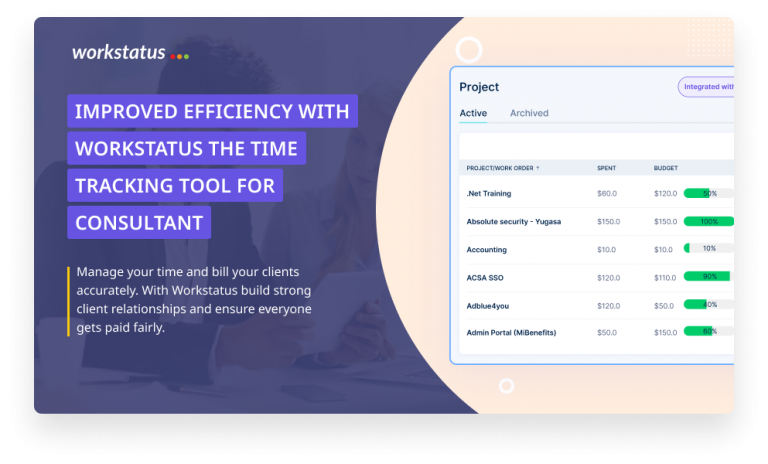 workstatus
IMPROVED EFFICIENCY WITH
WORKSTATUS THE TIME
TRACKING TOOL FOR
CONSULTANT
Manage your time and bill your clients
accurately. With Workstatus build strong
client relationships and ensure everyone
gets paid fairly.
Project
Integrated with
Active Archived
PROJECT/WORK ORDER ↑ SPENT BUDGET
.Net Training $60.0 $120.0 50%
Absolute security - Yugasa $150.0 $150.0 100%
Accounting $10.0 $10.0 10%
ACSA SSO $120.0 $110.0 90%
Adblue4you $120.0 $50.0 40%
Admin Portal (MiBenefits) $50.0 $150.0 60%